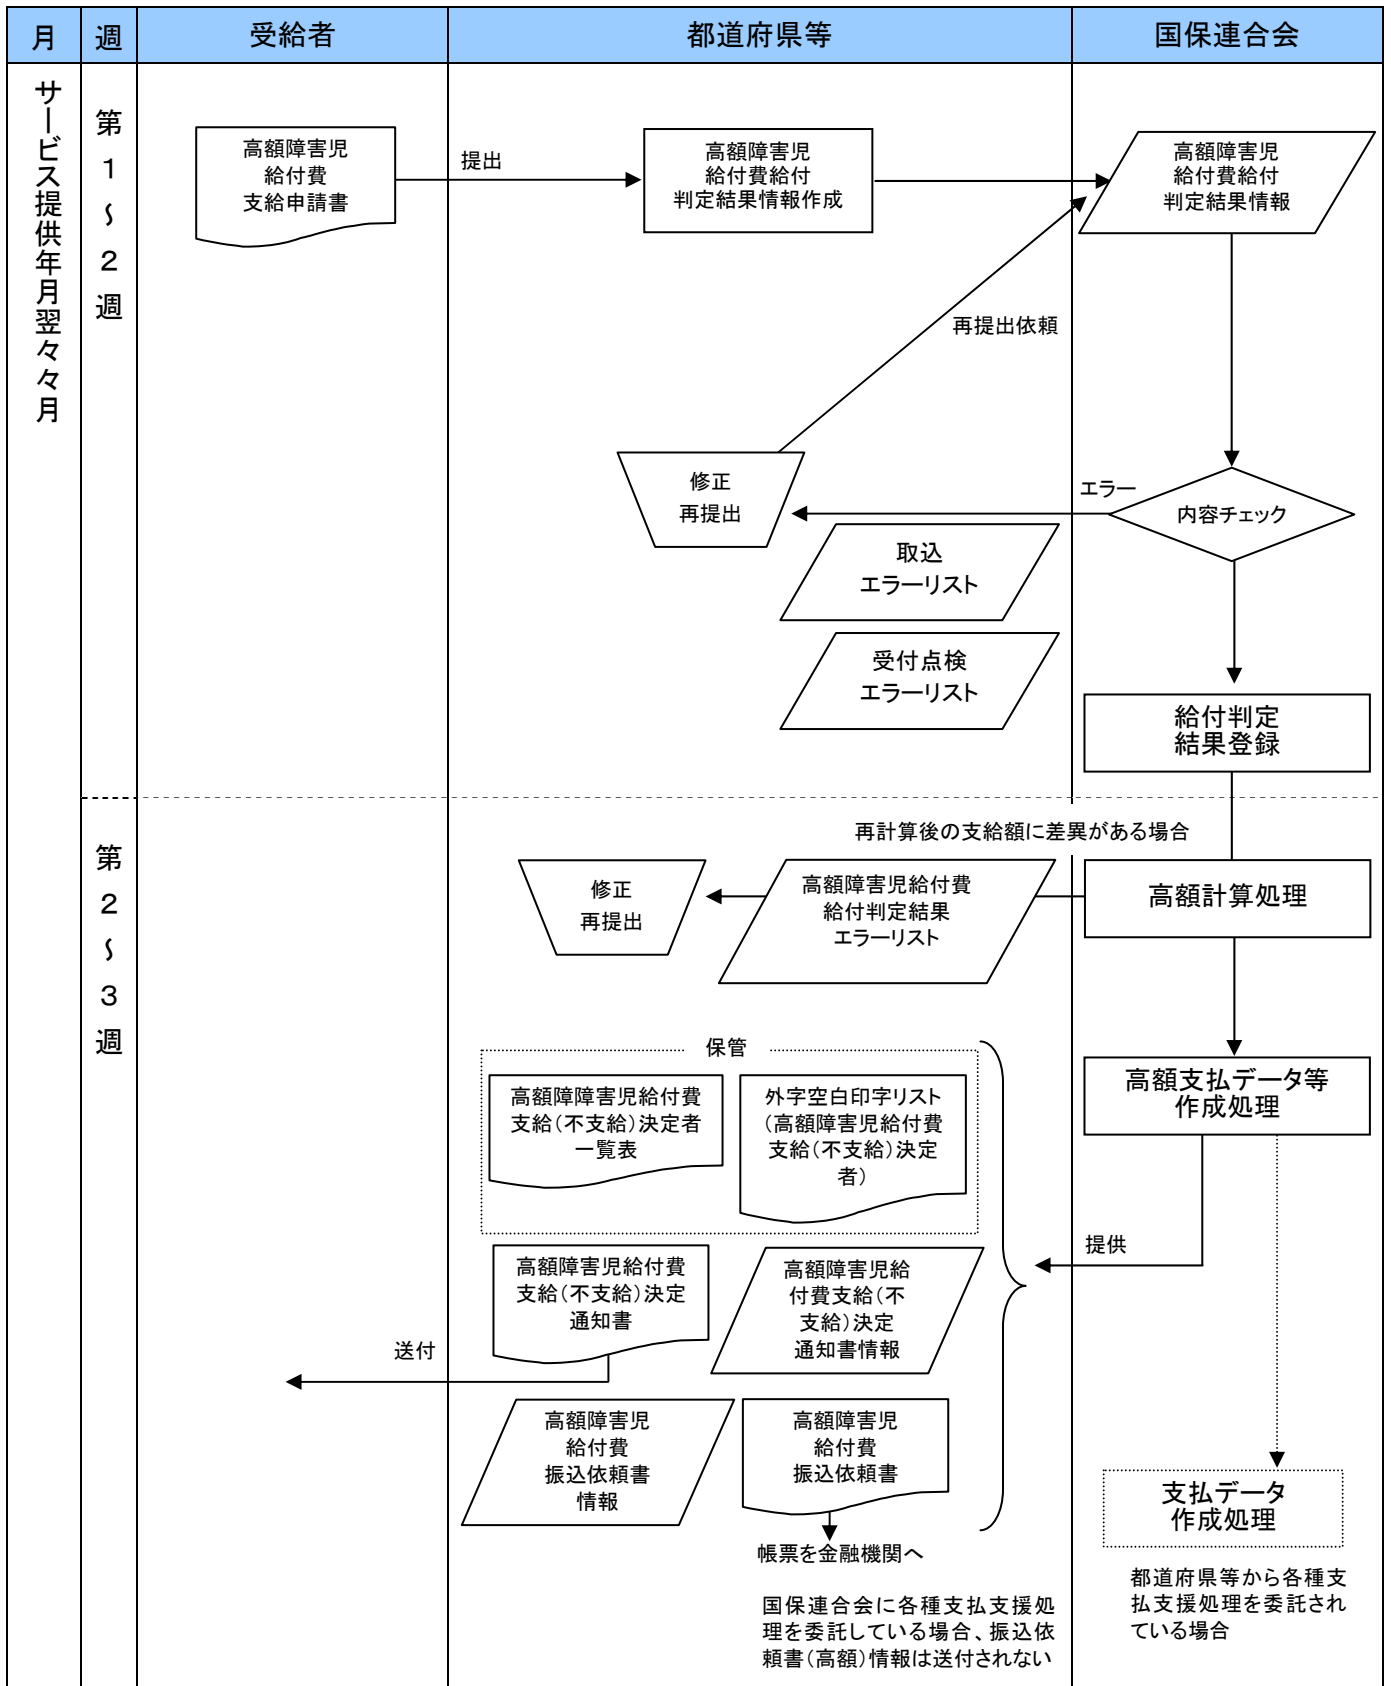 月
週
受給者
都道府県等
国保連合会
サービス提供年月翌々々月
第1~2週
高額障害児
給付費
支給申請書
提出
高額障害児
給付費給付
判定結果情報作成
高額障害児
給付費給付
判定結果情報
再提出依頼
修正
再提出
エラー
内容チェック
取込
エラーリスト
受付点検
エラーリスト
給付判定
結果登録
第2~3週
再計算後の支給額に差異がある場合
修正
再提出
高額障害児給付費
給付判定結果
エラーリスト
高額計算処理
保管
高額障障害児給付費
支給(不支給)決定者
一覧表
外字空白印字リスト
(高額障害児給付費
支給(不支給)決定
者)
高額支払データ等
作成処理
提供
高額障害児給付費
支給(不支給)決定
通知書
高額障害児給
付費支給(不
支給)決定
通知書情報
送付
高額障害児
給付費
振込依頼書
情報
高額障害児
給付費
振込依頼書
帳票を金融機関へ
支払データ
作成処理
都道府県等から各種支
払支援処理を委託され
ている場合
国保連合会に各種支払支援処
理を委託している場合、振込依
頼書(高額)情報は送付されない